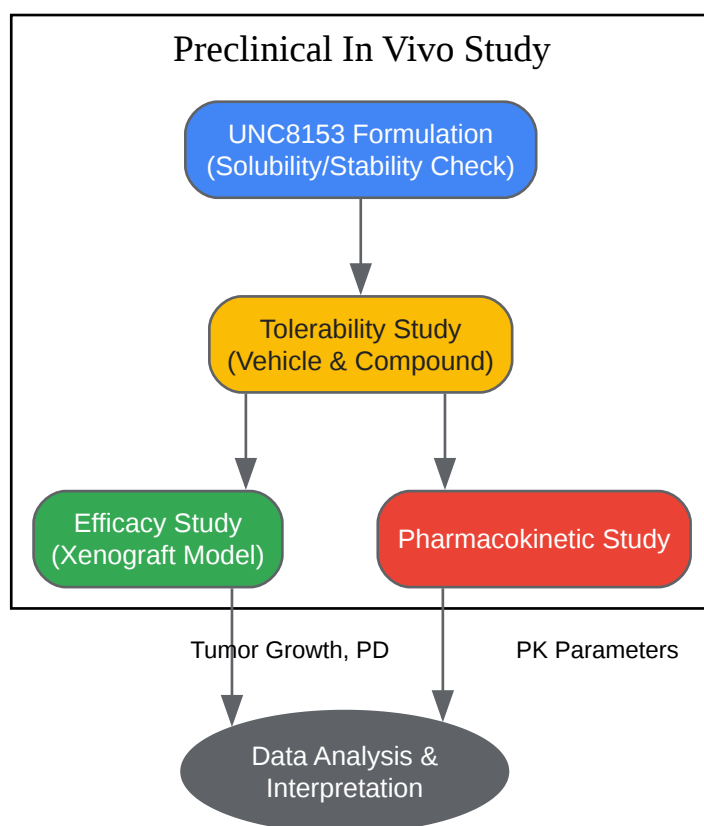 Preclinical In Vivo Study
UNC8153 Formulation
(Solubility/Stability Check)
Tolerability Study
(Vehicle & Compound)
Efficacy Study
(Xenograft Model)
Pharmacokinetic Study
Tumor Growth, PD
PK Parameters
Data Analysis &
Interpretation